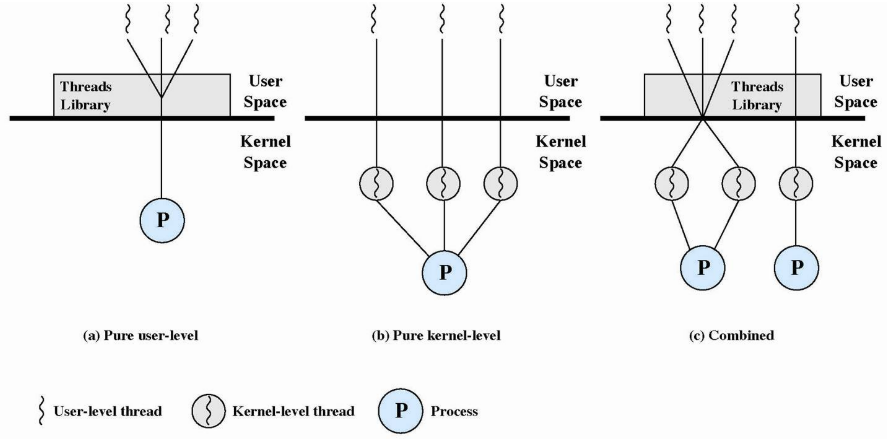 Threads
Library
User
Space
Kernel
Space
P
(a) Pure user-level
User
Space
Kernel
Space
P
(b) Pure kernel-level
Threads
Library
User
Space
Kernel
Space
P
P
(c) Combined
User-level thread
Kernel-level thread
P
Process